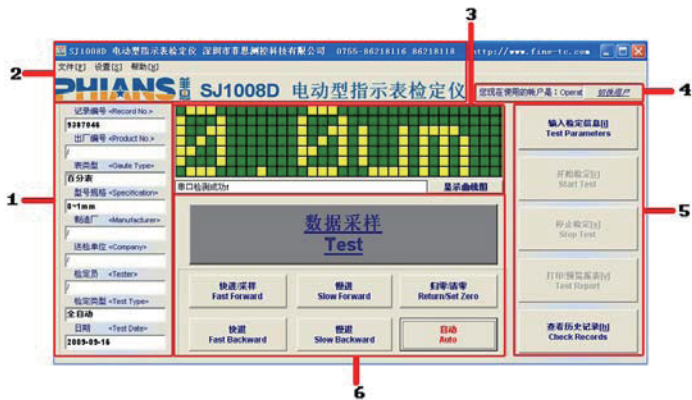 3
SJ1008D 电动型指示表检定仪 深圳市菲恩测控科技有限公司 0755-86218116 86218118 http://www.fine-tc.com
2
文件(F) 设置(S) 帮助(H)
PHIANS SJ1008D 电动型指示表检定仪
您现在使用的帐户是：Operat 切换用户
4
记录编号 <Record No.>
9387846
出厂编号 <Product No.>
/
表类型 <Gaute Type>
百分表
型号规格 <Specification>
0~1mm
1
制造厂 <Manufacturer>
/
送检单位 <Company>
/
检定员 <Tester>
/
检定类型 <Test Type>
全自动
日期 <Test Date>
2009-09-16
0.0um
串口检测成功!
显示曲线图
数据采样
Test
快进/采样
Fast Forward
慢进
Slow Forward
归零/清零
Return/Set Zero
快退
Fast Backward
慢退
Slow Backward
自动
Auto
输入检定信息[I]
Test Parameters
开始检定[S]
Start Test
5
停止检定[X]
Stop Test
打印/预览报表[V]
Test Report
查看历史记录[H]
Check Records
6